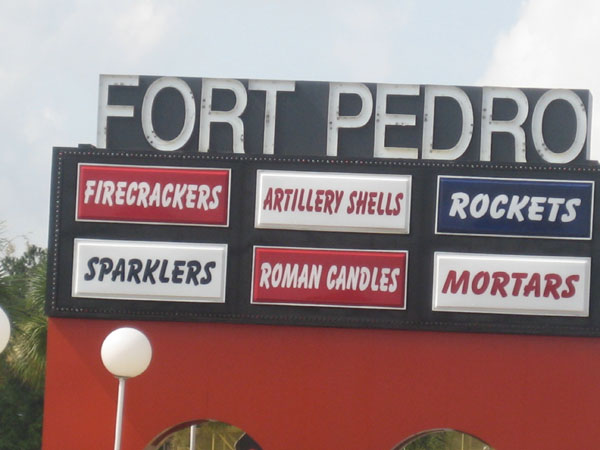 FORT PEDRO
FIRECRACKERS
ARTILLERY SHELLS
ROCKETS
SPARKLERS
ROMAN CANDLES
MORTARS